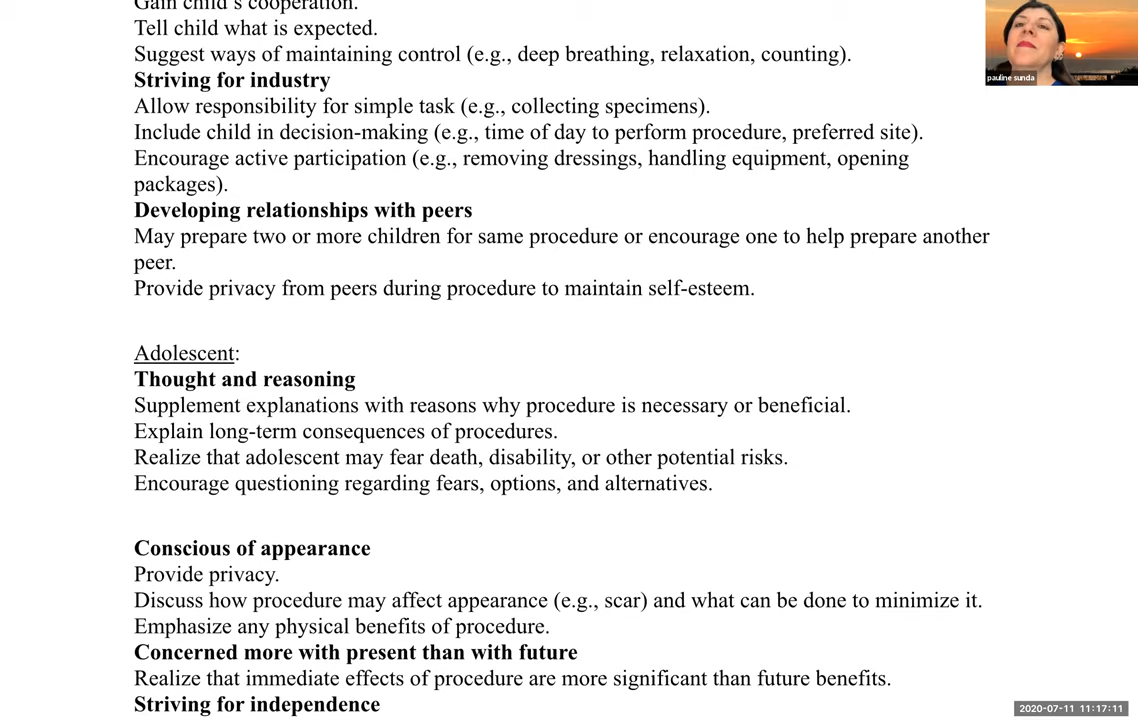 Gain child's cooperation.
Tell child what is expected.
Suggest ways of maintaining control (e.g., deep breathing, relaxation, counting).
Striving for industry
Allow responsibility for simple task (e.g., collecting specimens).
Include child in decision-making (e.g., time of day to perform procedure, preferred site).
Encourage active participation (e.g., removing dressings, handling equipment, opening
packages).
Developing relationships with peers
May prepare two or more children for same procedure or encourage one to help prepare another
peer.
Provide privacy from peers during procedure to maintain self-esteem.
Adolescent:
Thought and reasoning
Supplement explanations with reasons why procedure is necessary or beneficial.
Explain long-term consequences of procedures.
Realize that adolescent may fear death, disability, or other potential risks.
Encourage questioning regarding fears, options, and alternatives.
Conscious of appearance
Provide privacy.
Discuss how procedure may affect appearance (e.g., scar) and what can be done to minimize it.
Emphasize any physical benefits of procedure.
Concerned more with present than with future
Realize that immediate effects of procedure are more significant than future benefits.
Striving for independence
pauline sunda
2020-07-11 11:17:11